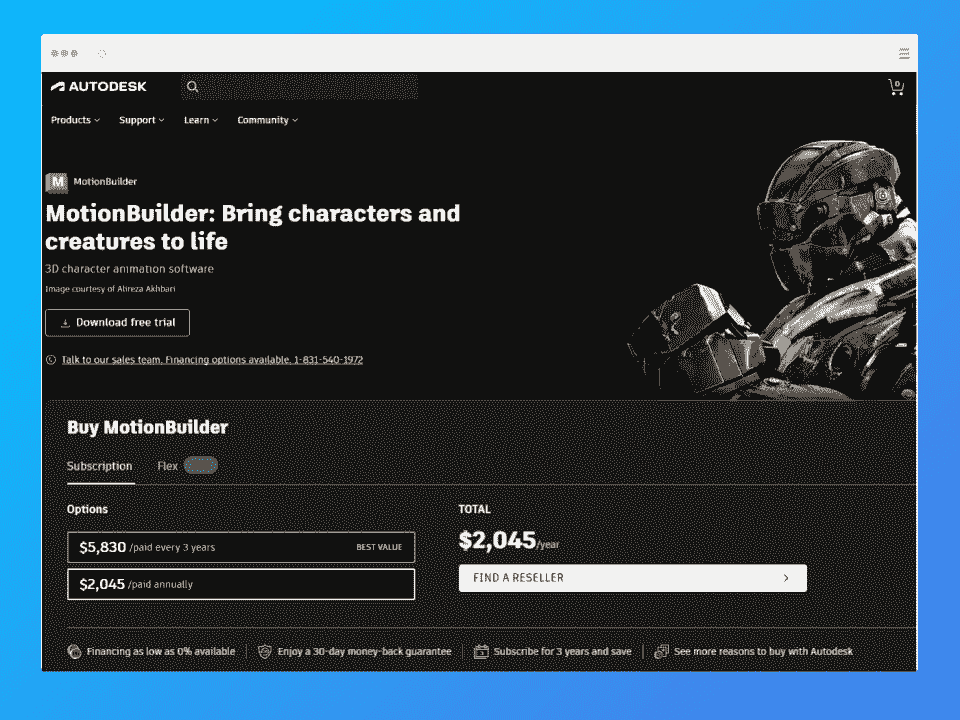 AUTODESK
0
Products
Support
Learn
Community
M MotionBuilder
MotionBuilder: Bring characters and
creatures to life
3D character animation software
Image courtesy of Alireza Akhbari
Download free trial
Talk to our sales team. Financing options available. 1-831-540-1972
Buy MotionBuilder
Subscription
Flex
Options
$5,830 /paid every 3 years
BEST VALUE
$2,045 /paid annually
TOTAL
$2,045/year
FIND A RESELLER
Financing as low as 0% available
Enjoy a 30-day money-back guarantee
Subscribe for 3 years and save
See more reasons to buy with Autodesk